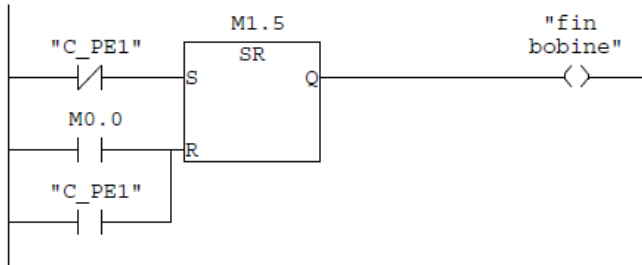 M1.5
"fin
bobine"
"C_PE1"
SR
S
Q
M0.0
R
"C_PE1"